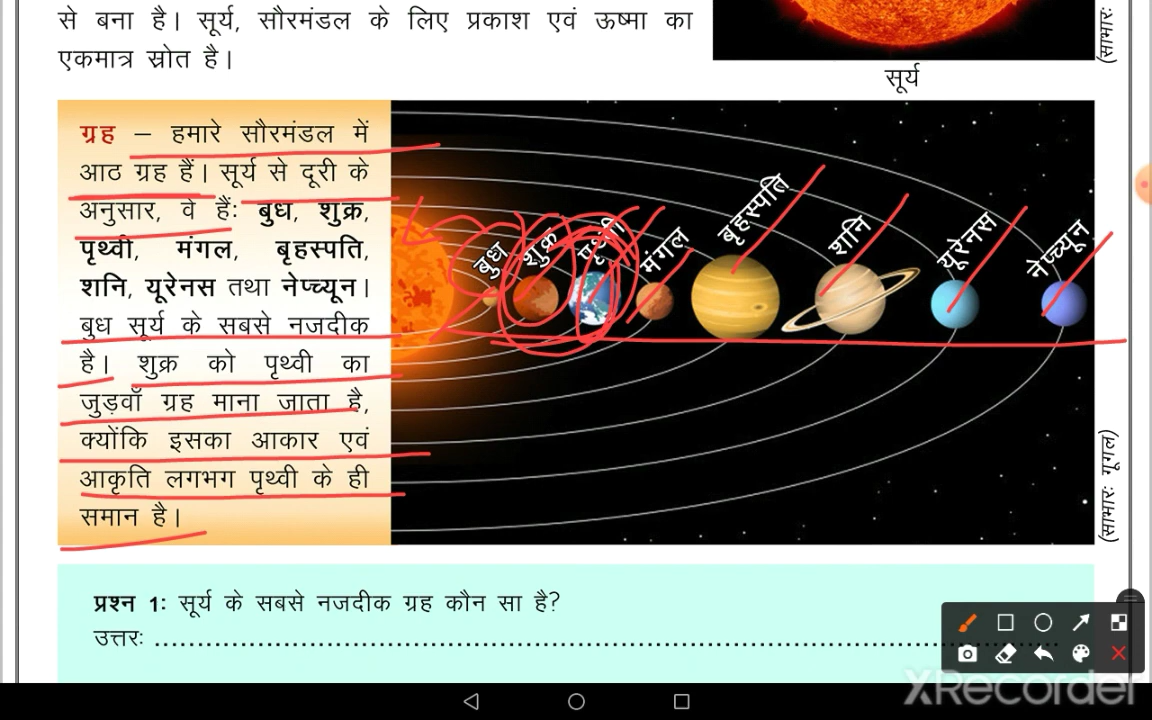 से बना है। सूर्य, सौरमंडल के लिए प्रकाश एवं ऊष्मा का
एकमात्र स्रोत है।
सूर्य
(साभारः
ग्रह – हमारे सौरमंडल में
आठ ग्रह हैं। सूर्य से दूरी के
अनुसार, वे हैंः बुध, शुक्र,
पृथ्वी, मंगल, बृहस्पति,
शनि, यूरेनस तथा नेप्च्यून।
बुध सूर्य के सबसे नजदीक
है। शुक्र को पृथ्वी का
जुड़वाँ ग्रह माना जाता है,
क्योंकि इसका आकार एवं
आकृति लगभग पृथ्वी के ही
समान है।
बुध
शुक्र
पृथ्वी
मंगल
बृहस्पति
शनि
यूरेनस
नेप्च्यून
(साभारः गूगल)
प्रश्न 1ः सूर्य के सबसे नजदीक ग्रह कौन सा है?
उत्तरः ................................................................
XRecorder